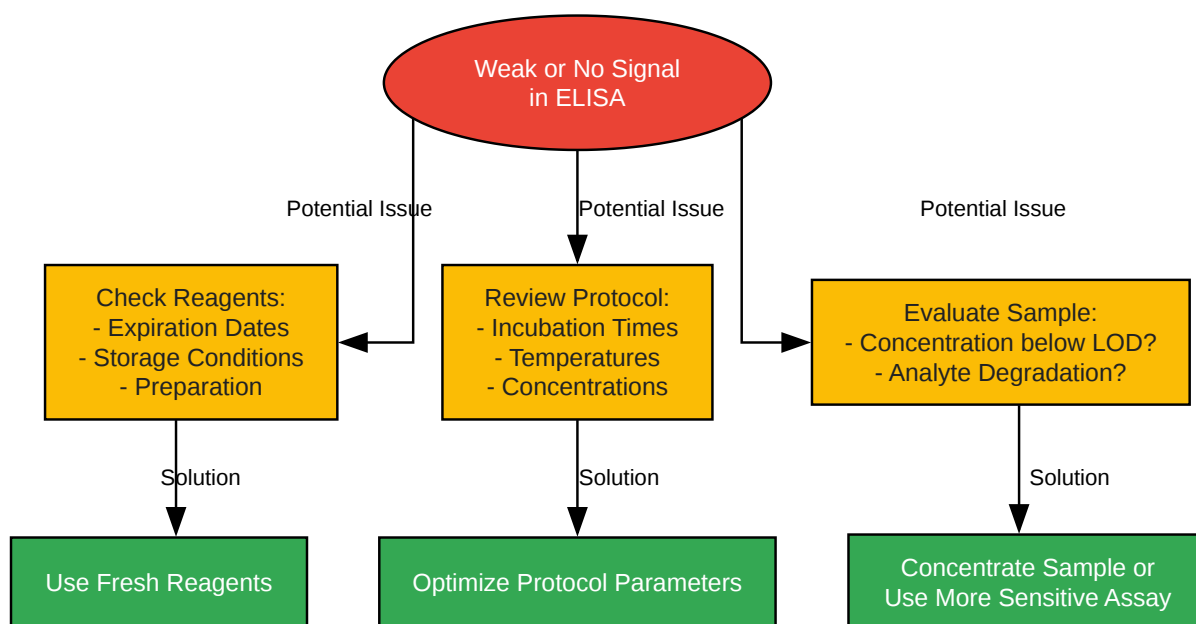 Weak or No Signal
in ELISA
Potential Issue
Potential Issue
Potential Issue
Check Reagents:
- Expiration Dates
- Storage Conditions
- Preparation
Review Protocol:
- Incubation Times
- Temperatures
- Concentrations
Evaluate Sample:
- Concentration below LOD?
- Analyte Degradation?
Solution
Solution
Solution
Use Fresh Reagents
Optimize Protocol Parameters
Concentrate Sample or
Use More Sensitive Assay